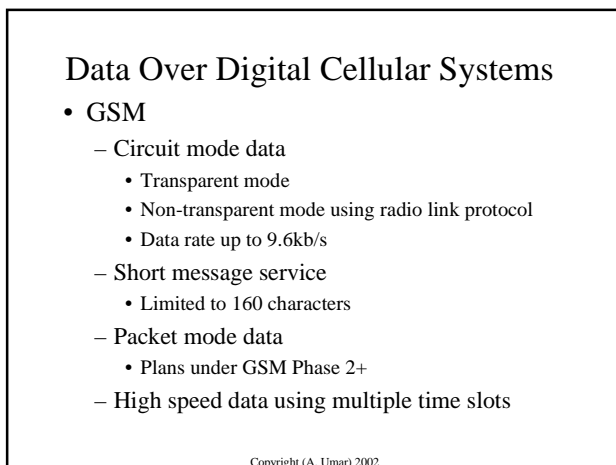 Data Over Digital Cellular Systems
• GSM
– Circuit mode data
• Transparent mode
• Non-transparent mode using radio link protocol
• Data rate up to 9.6kb/s
– Short message service
• Limited to 160 characters
– Packet mode data
• Plans under GSM Phase 2+
– High speed data using multiple time slots
Copyright (A. Umar) 2002